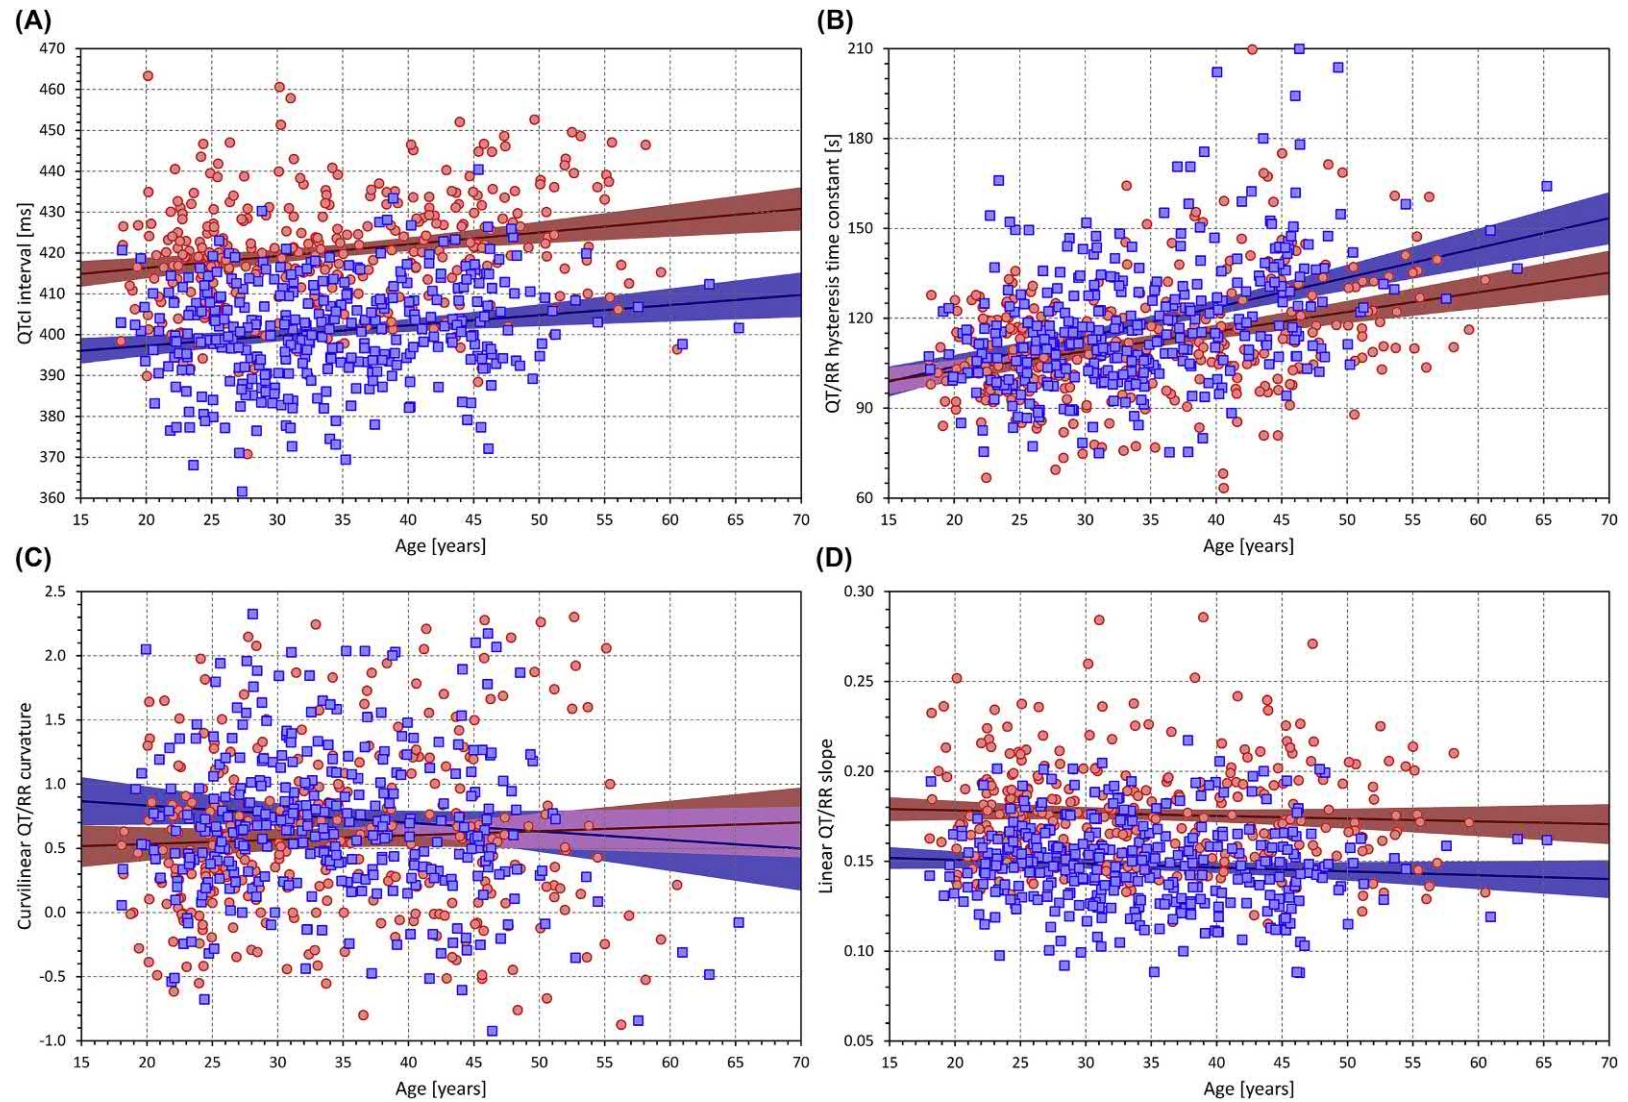 (A)
QTcI interval [ms]
470
460
450
440
430
420
410
400
390
380
370
360
15 20 25 30 35 40 45 50 55 60 65 70
Age [years]
(B)
QT/RR hysteresis time constant [s]
210
180
150
120
90
60
15 20 25 30 35 40 45 50 55 60 65 70
Age [years]
(C)
Curvilinear QT/RR curvature
2.5
2.0
1.5
1.0
0.5
0.0
-0.5
-1.0
15 20 25 30 35 40 45 50 55 60 65 70
Age [years]
(D)
Linear QT/RR slope
0.30
0.25
0.20
0.15
0.10
0.05
15 20 25 30 35 40 45 50 55 60 65 70
Age [years]